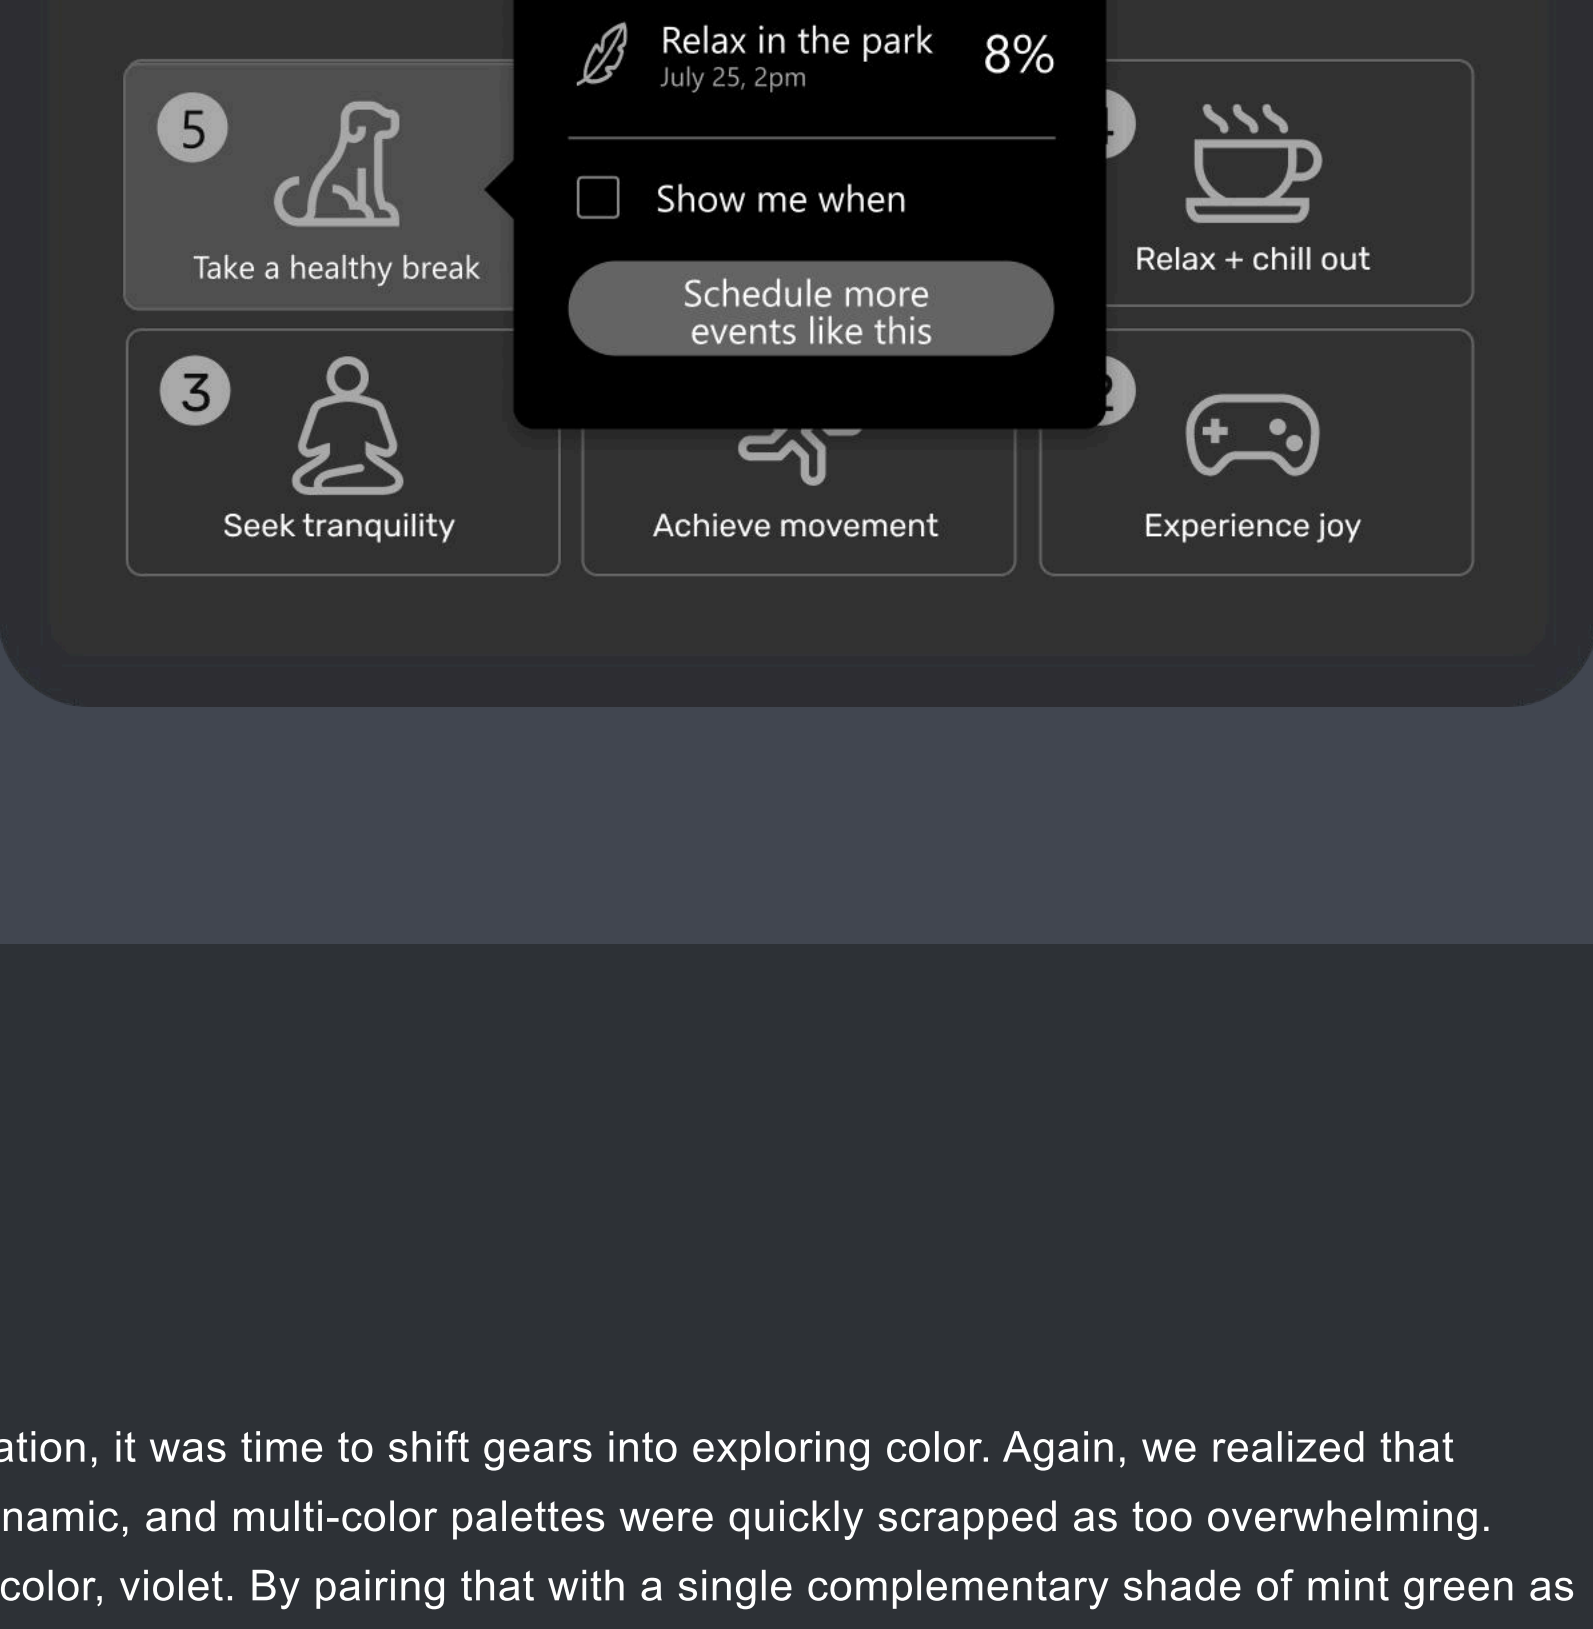 Relax in the park 8%
July 25, 2pm
5
Take a healthy break
Show me when
Schedule more
events like this
Relax + chill out
3
Seek tranquility
Achieve movement
Experience joy
it was time to shift gears into exploring color. Again, we realized that
and multi-color palettes were quickly scrapped as too overwhelming.
color, violet. By pairing that with a single complementary shade of mint green as